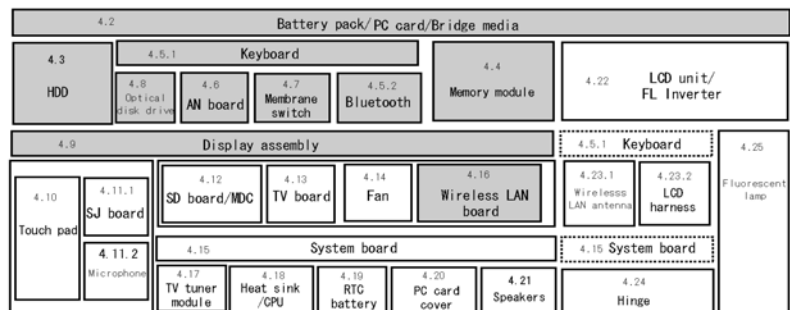 4.2 Battery pack/PC card/Bridge media
4.3
HDD
4.5.1 Keyboard
4.8
Optical
disk drive
4.6
AN board
4.7
Membrane
switch
4.5.2
Bluetooth
4.4
Memory module
4.22 LCD unit/
FL Inverter
4.9 Display assembly
4.10
Touch pad
4.11.1
SJ board
4.11.2
Microphone
4.12
SD board/MDC
4.13
TV board
4.14
Fan
4.16
Wireless LAN
board
4.15 System board
4.17
TV tuner
module
4.18
Heat sink
/CPU
4.19
RTC
battery
4.20
PC card
cover
4.21
Speakers
4.5.1 Keyboard
4.23.1
Wirelesss
LAN antenna
4.23.2
LCD
harness
4.15 System board
4.24
Hinge
4.25
Fluorescent
lamp